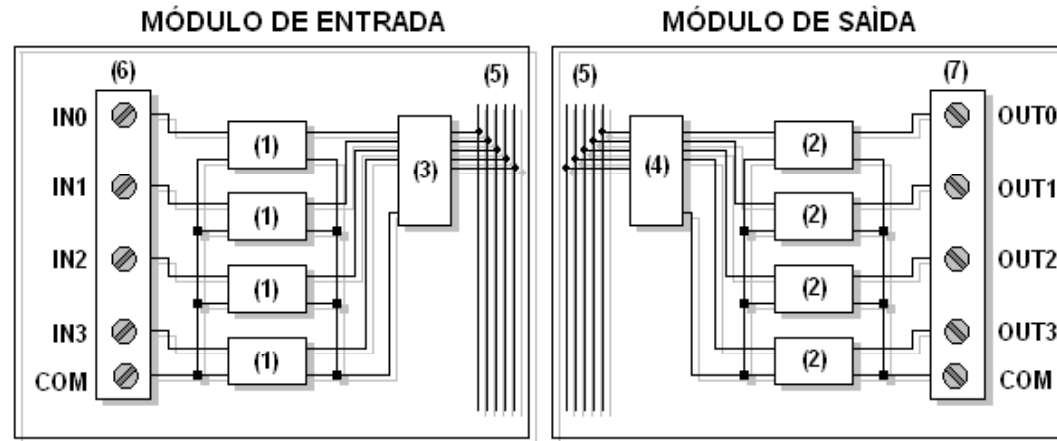 MÓDULO DE ENTRADA
(6)
(5)
IN0
(1)
IN1
(1)
(3)
IN2
(1)
IN3
(1)
COM
MÓDULO DE SAÌDA
(5)
(7)
(2)
OUT0
(4)
(2)
OUT1
(2)
OUT2
(2)
OUT3
COM